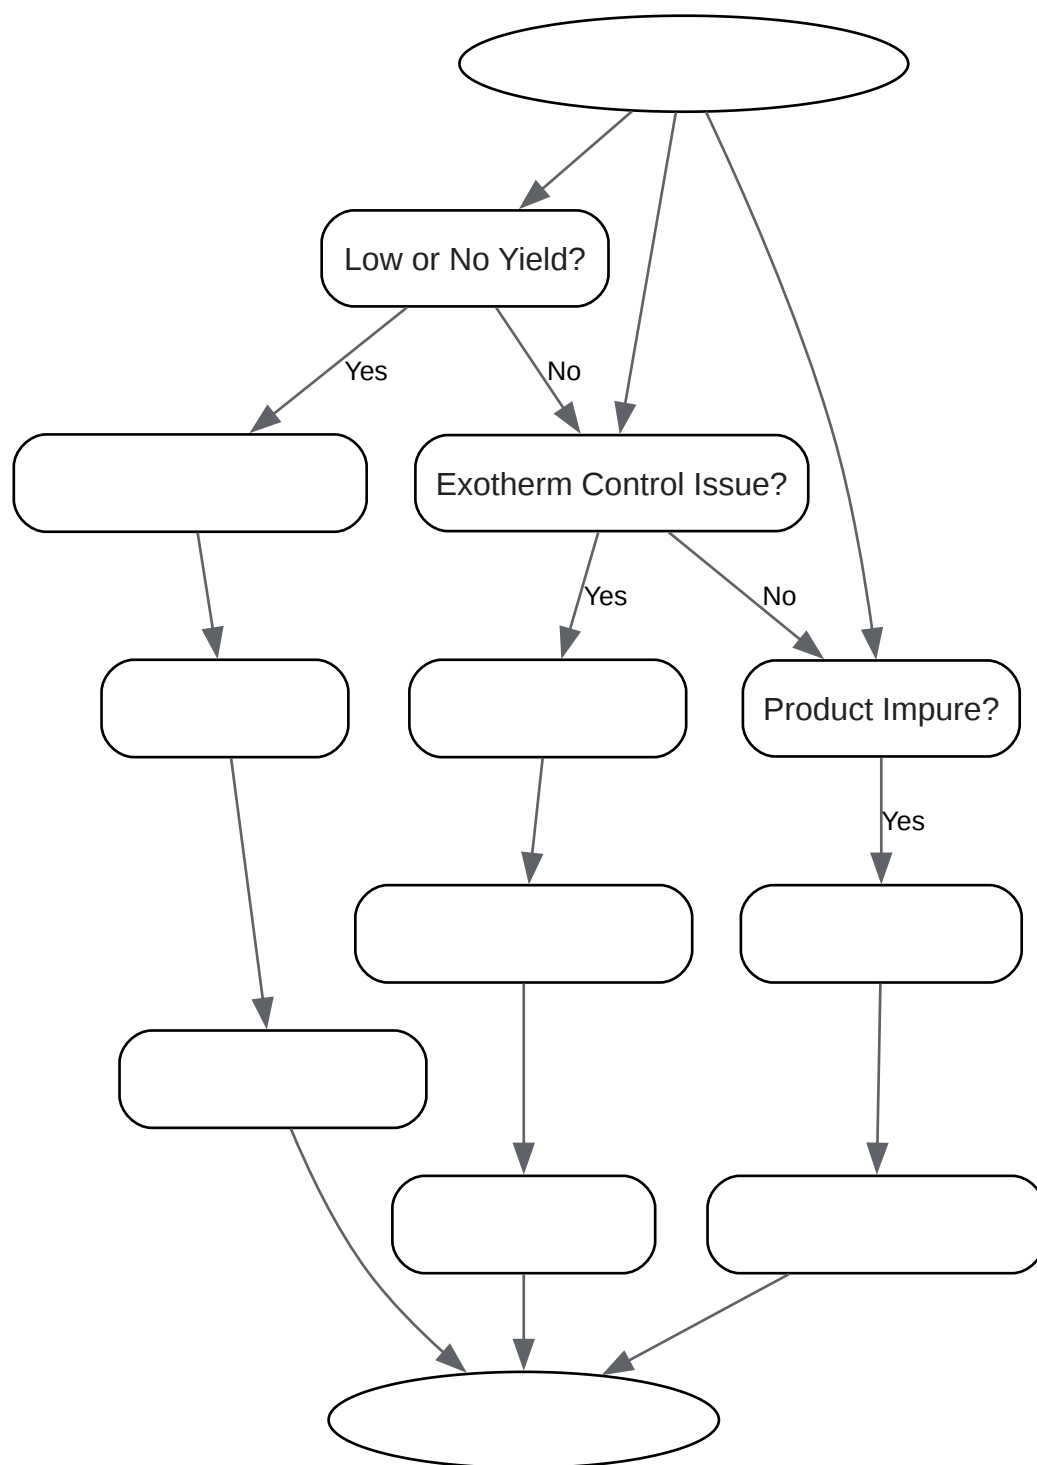 Low or No Yield?
Yes
No
Exotherm Control Issue?
Yes
No
Product Impure?
Yes